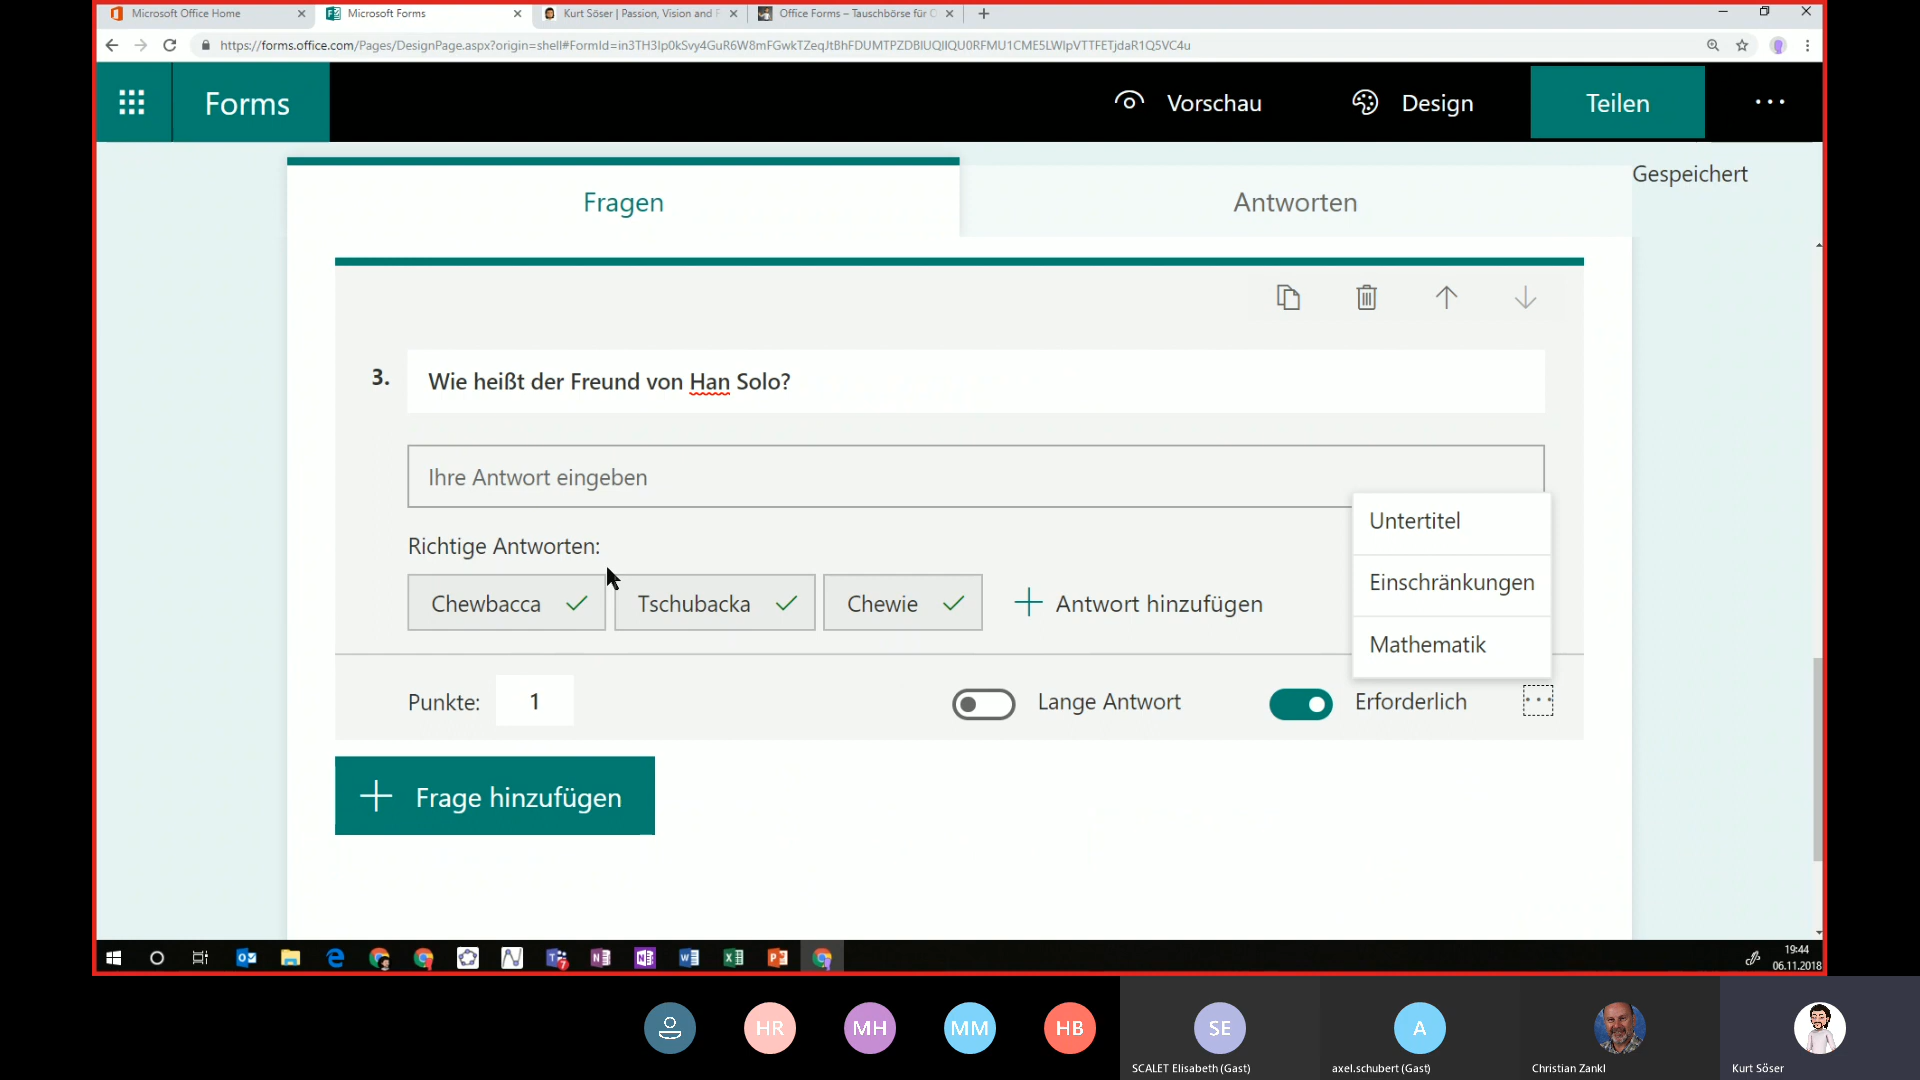 Microsoft Office Home
Microsoft Forms
Kurt Söser | Passion, Vision and F
Office Forms – Tauschbörse für O
https://forms.office.com/Pages/DesignPage.aspx?origin=shell#FormId=in3TH3Ip0kSvy4GuR6W8mFGwkTZeqJtBhFDUMTPZDBlUQlIQU0RFMU1CME5LWlpVTTFETjdaR1Q5VC4u
Forms
Vorschau
Design
Teilen
Gespeichert
Fragen
Antworten
3. Wie heißt der Freund von Han Solo?
Ihre Antwort eingeben
Untertitel
Einschränkungen
Mathematik
Richtige Antworten:
Chewbacca
Tschubacka
Chewie
Antwort hinzufügen
Punkte: 1
Lange Antwort
Erforderlich
Frage hinzufügen
19:44
06.11.2018
HR
MH
MM
HB
SE
A
SCALET Elisabeth (Gast)
axel.schubert (Gast)
Christian Zankl
Kurt Söser